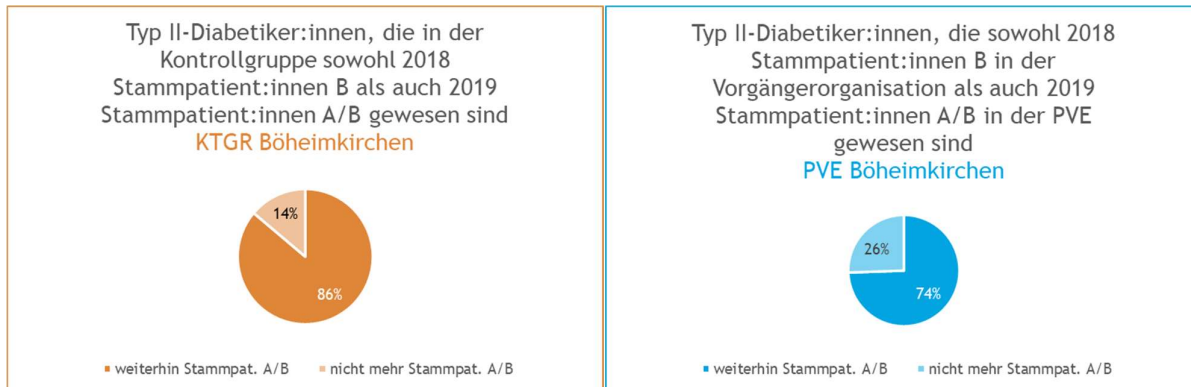 Typ II-Diabetiker:innen, die in der
Kontrollgruppe sowohl 2018
Stammpatient:innen B als auch 2019
Stammpatient:innen A/B gewesen sind
KTGR Böheimkirchen
14%
86%
weiterhin Stammpat. A/B
nicht mehr Stammpat. A/B
Typ II-Diabetiker:innen, die sowohl 2018
Stammpatient:innen B in der
Vorgängerorganisation als auch 2019
Stammpatient:innen A/B in der PVE
gewesen sind
PVE Böheimkirchen
26%
74%
weiterhin Stammpat. A/B
nicht mehr Stammpat. A/B